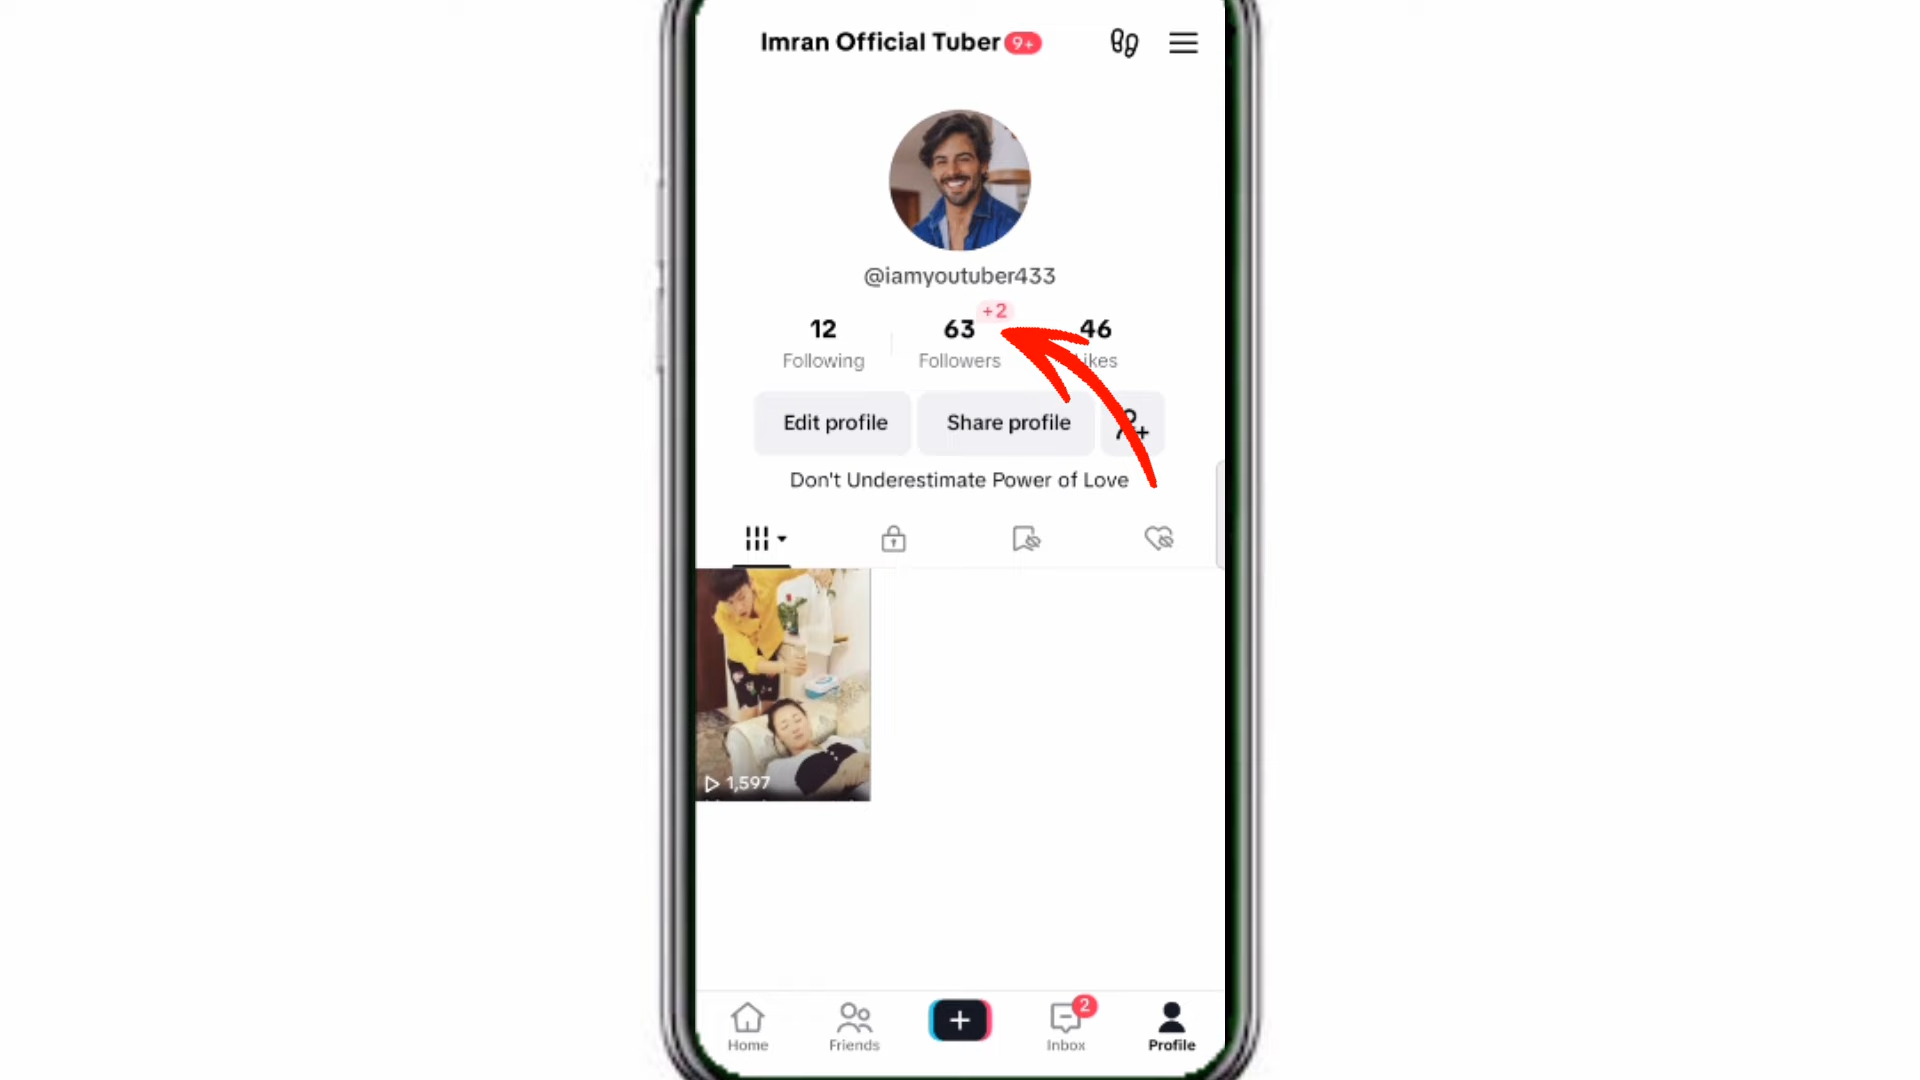 Imran Official Tuber 9+
@iamyoutuber433
+2
12 63 46
Following Followers ikes
Edit profile Share profile
Don't Underestimate Power of Love
1,597
2
Home Friends Inbox Profile